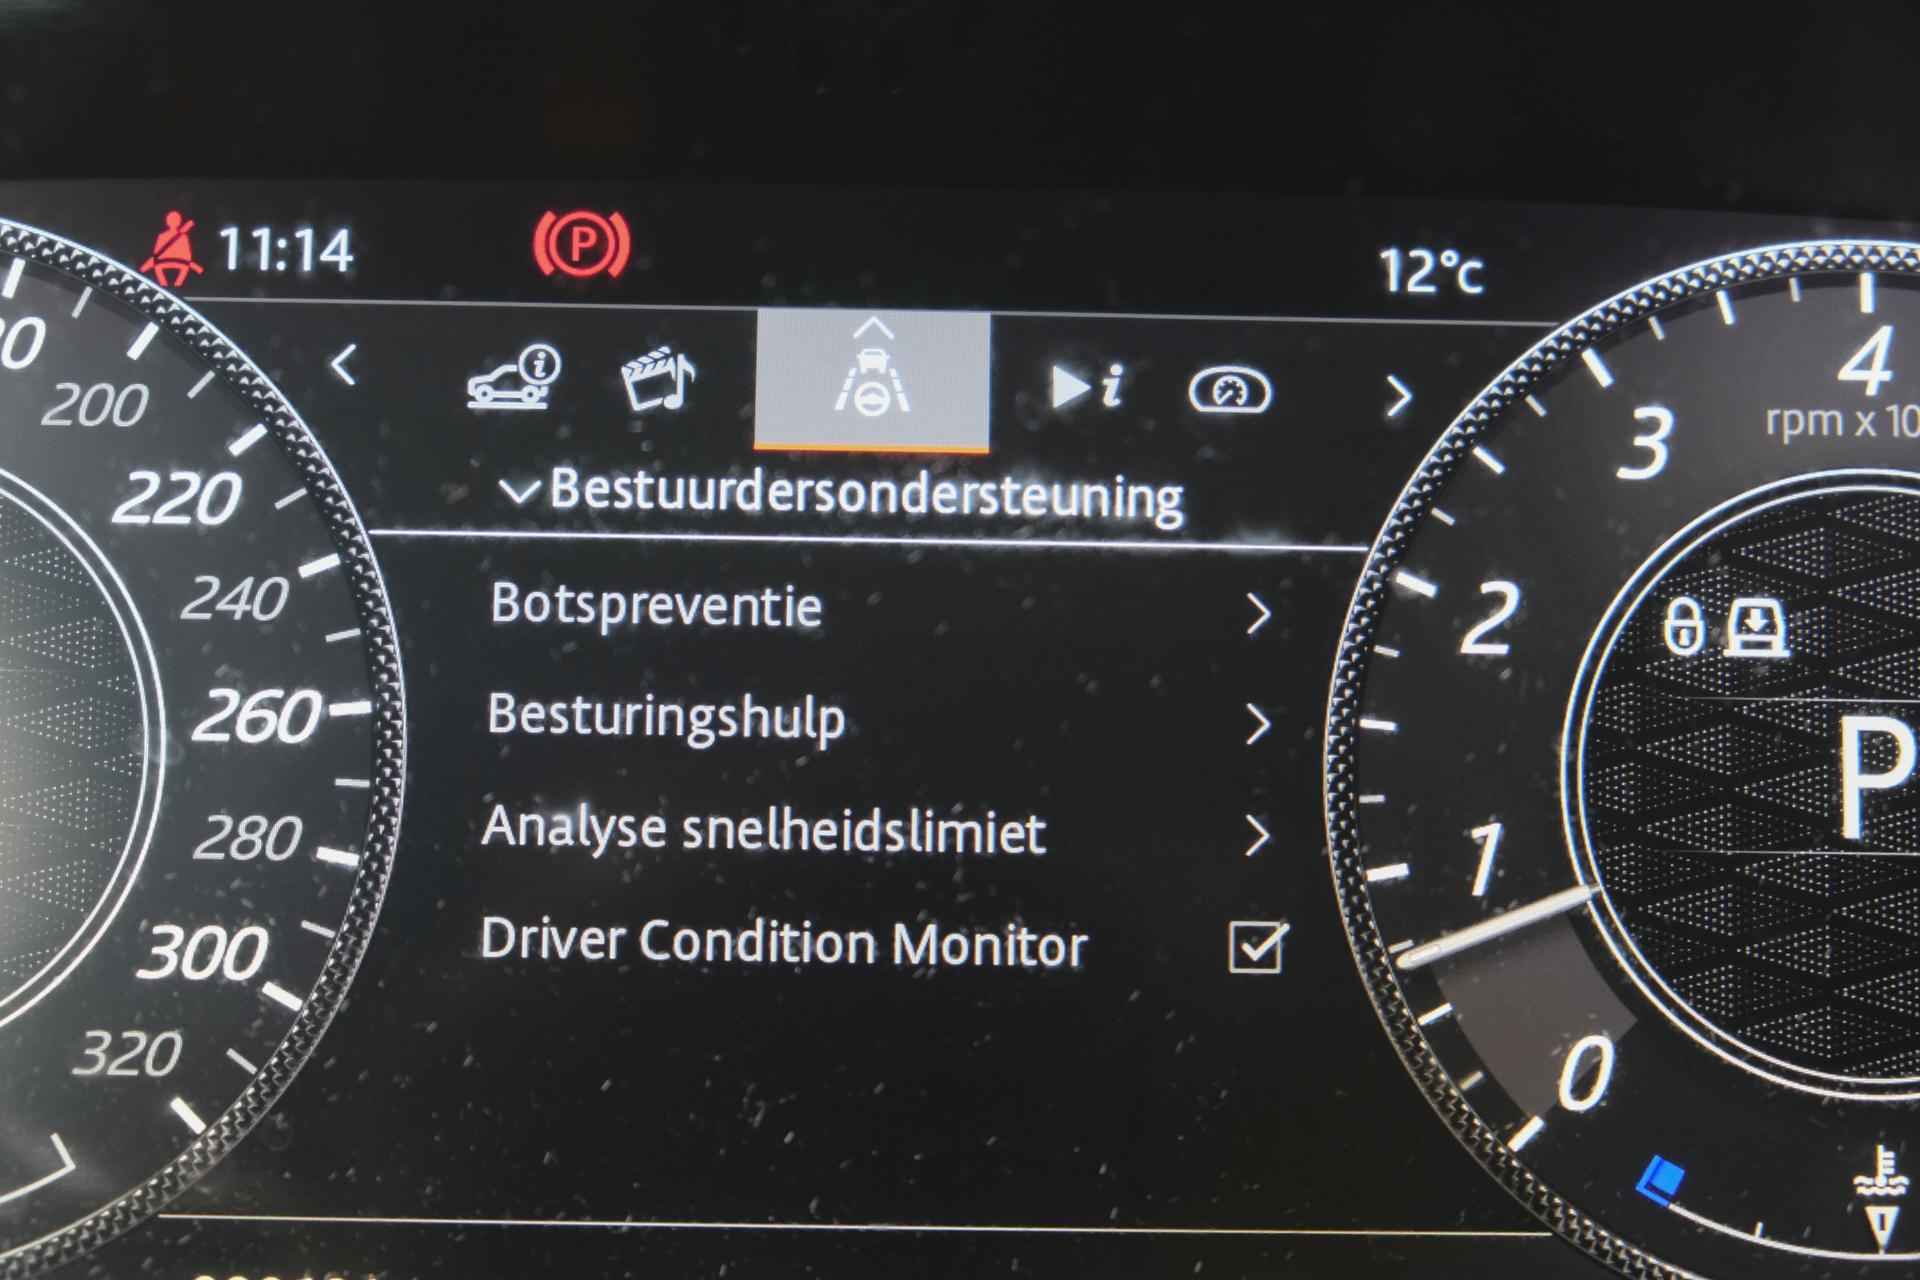 11:14
P
12°c
i
i
Bestuurdersondersteuning
Botspreventie
Besturingshulp
Analyse snelheidslimiet
Driver Condition Monitor
200
220
240
260
280
300
320
4
3
2
1
0
P